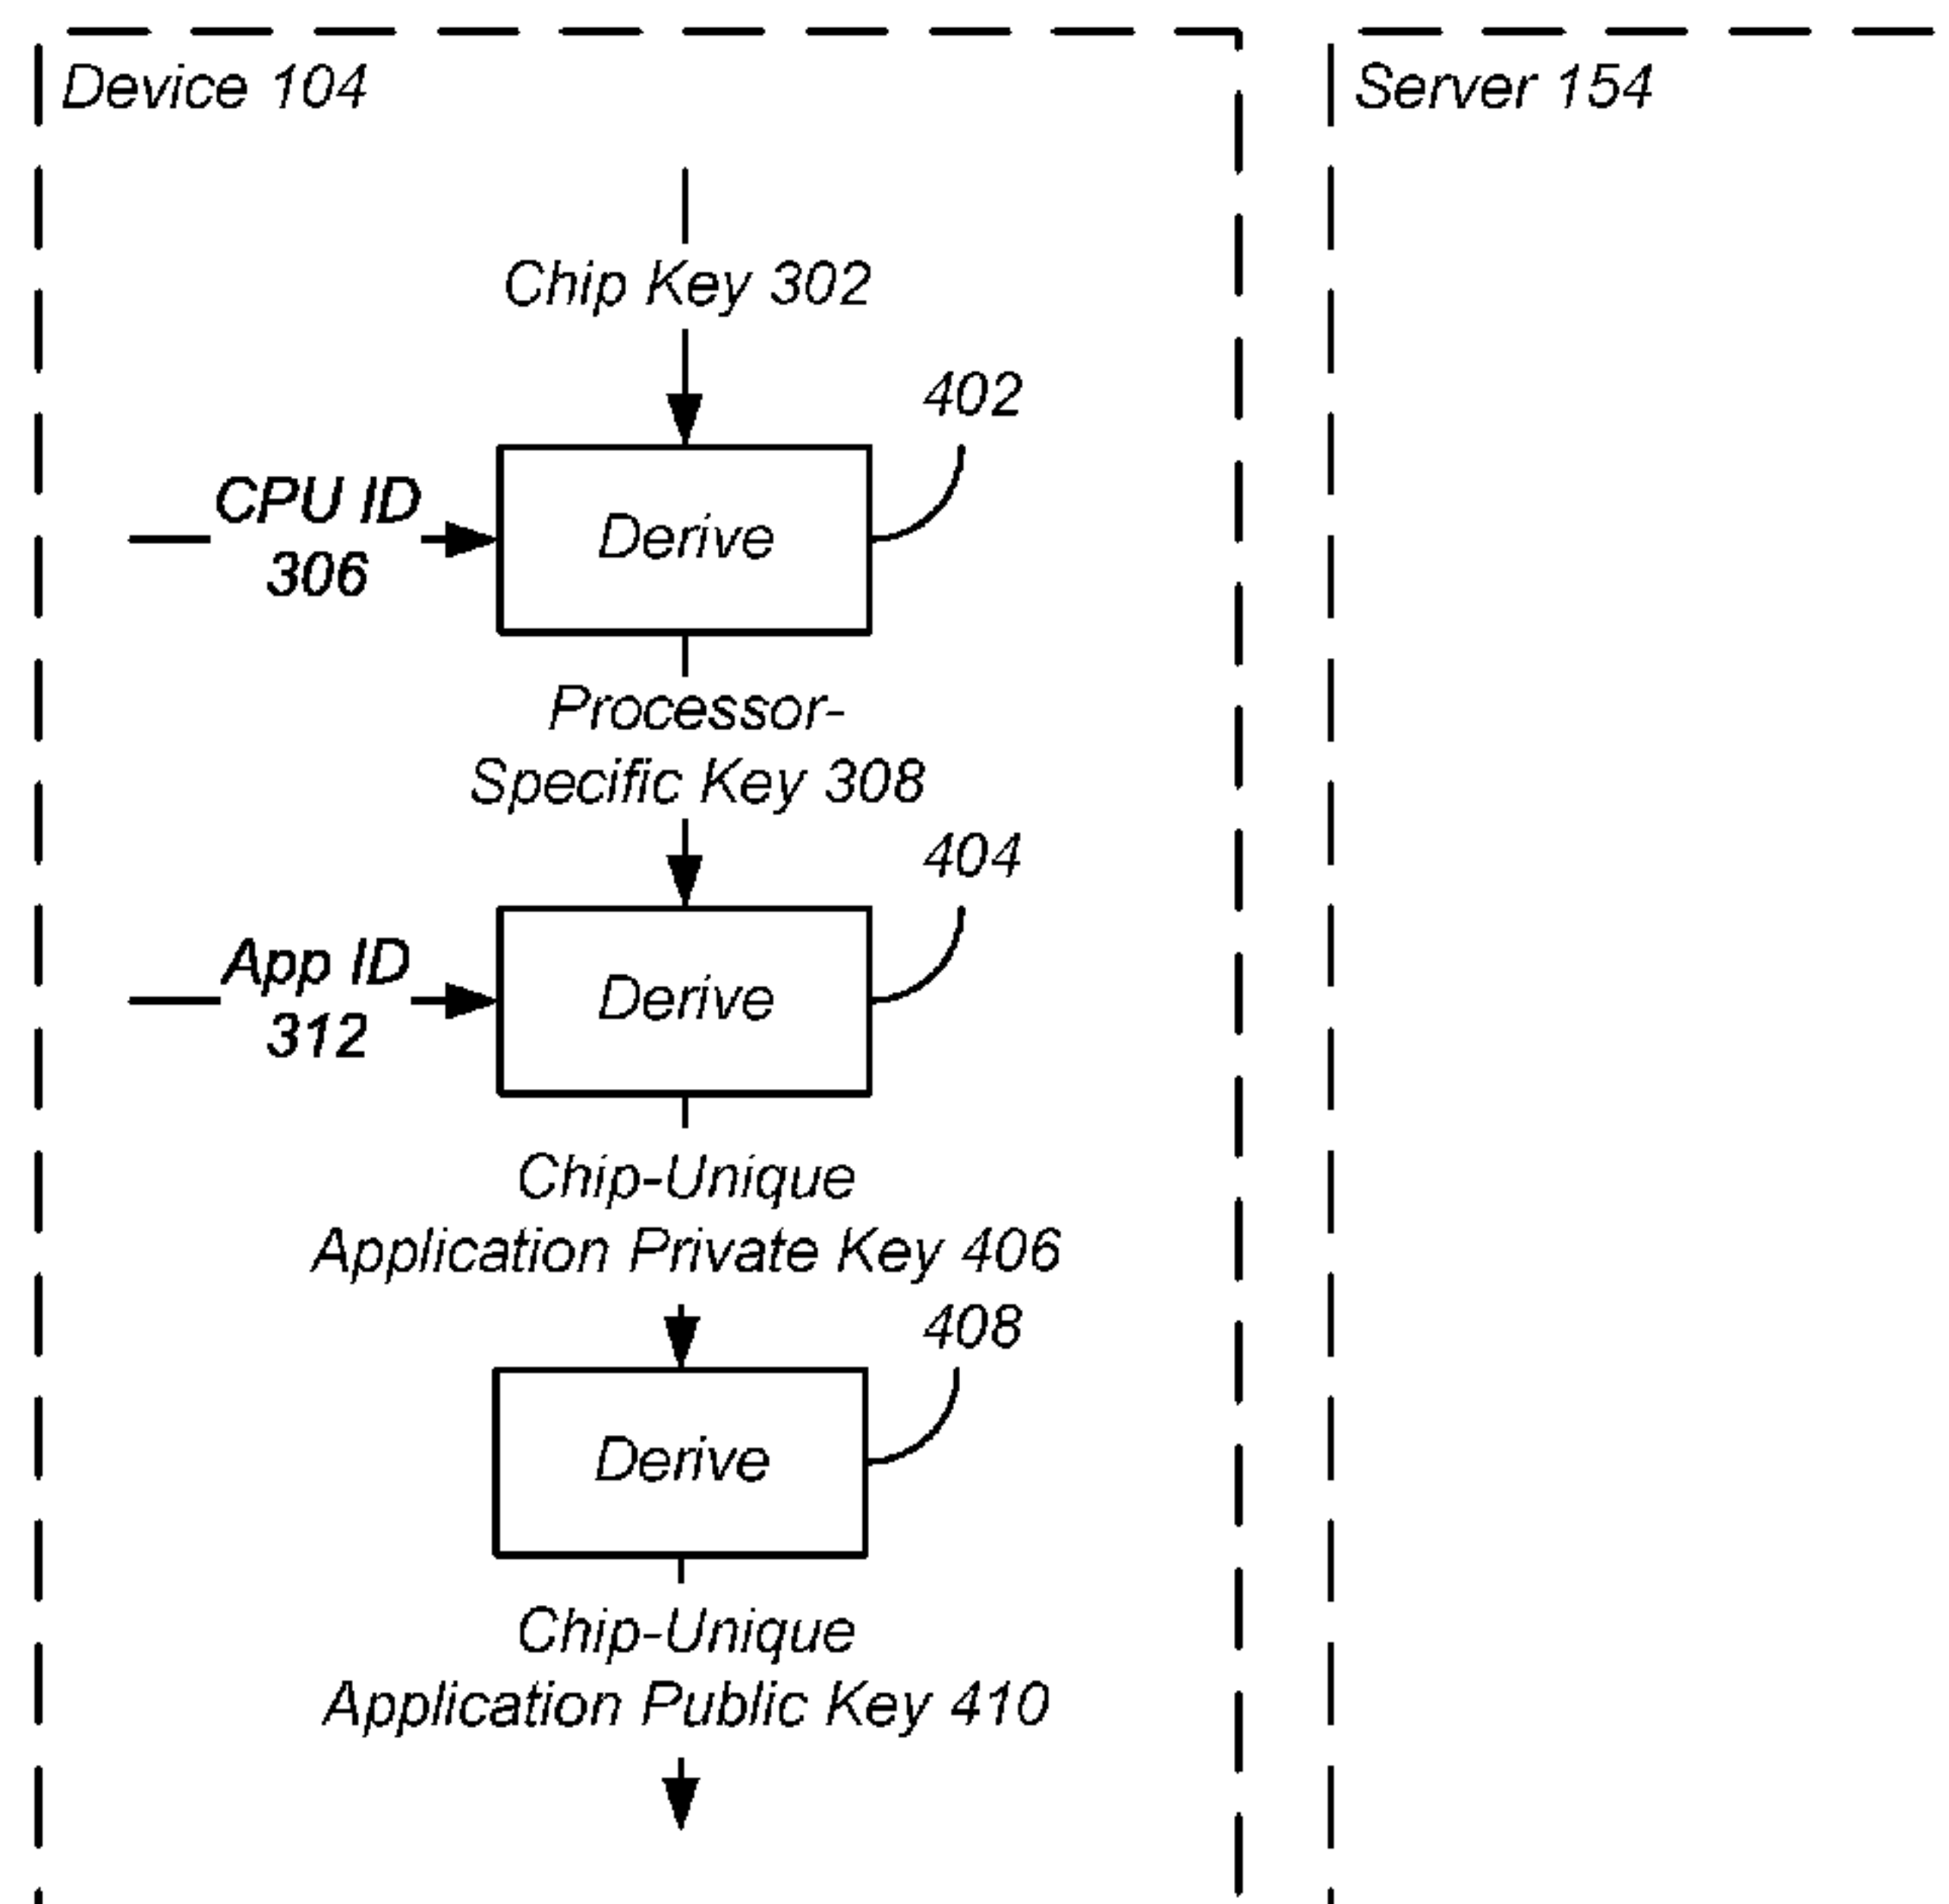 Device 104
Server 154
Chip Key 302
402
CPU ID
306
Derive
Processor-
Specific Key 308
404
App ID
312
Derive
Chip-Unique
Application Private Key 406
408
Derive
Chip-Unique
Application Public Key 410